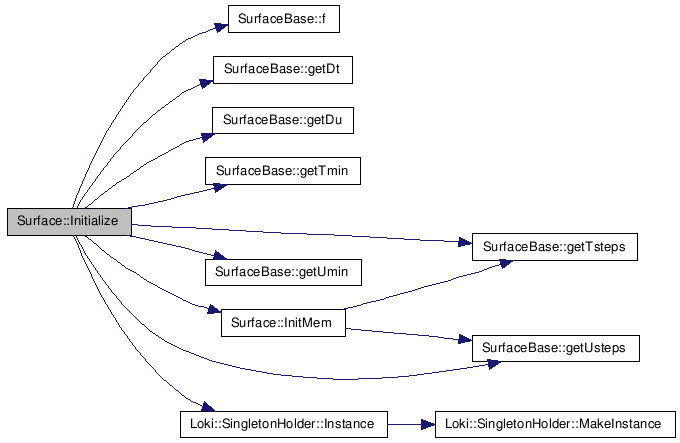 SurfaceBase::f
SurfaceBase::getDt
SurfaceBase::getDu
SurfaceBase::getTmin
Surface::Initialize
SurfaceBase::getTsteps
SurfaceBase::getUmin
Surface::InitMem
SurfaceBase::getUsteps
Loki::SingletonHolder::Instance
Loki::SingletonHolder::MakeInstance